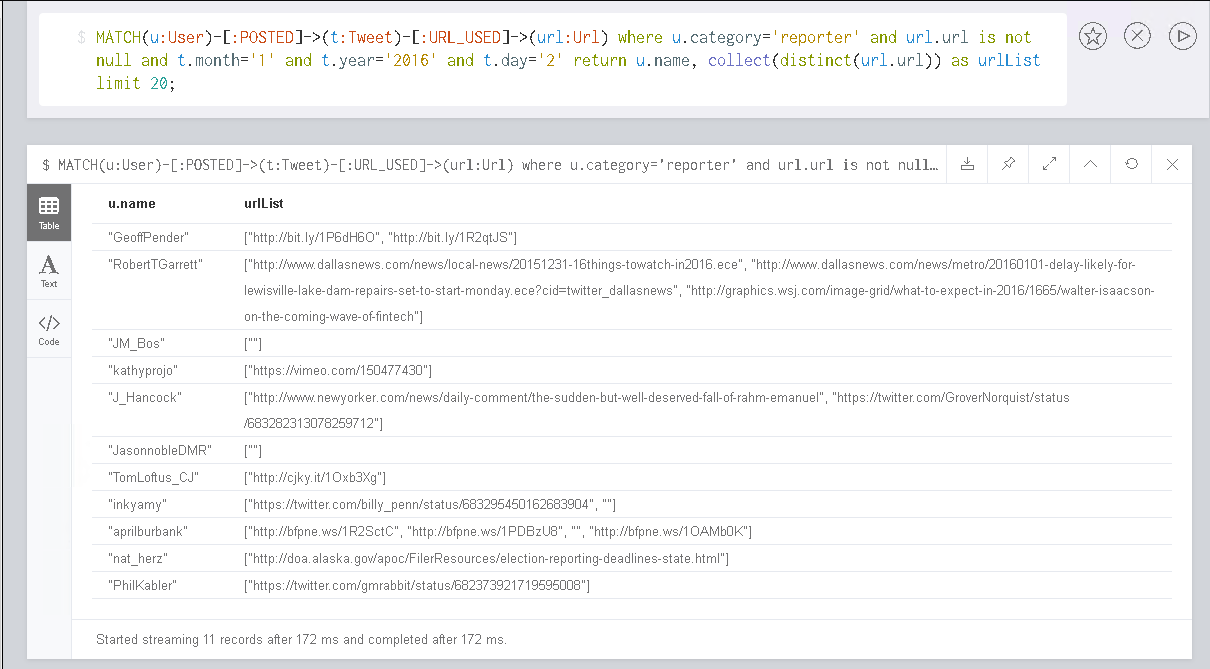 $ MATCH(u:User)-[:POSTED]->(t:Tweet)-[:URL_USED]->(url:Url) where u.category='reporter' and url.url is not
null and t.month='1' and t.year='2016' and t.day='2' return u.name, collect(distinct(url.url)) as urlList
limit 20;
$ MATCH(u:User)-[:POSTED]->(t:Tweet)-[:URL_USED]->(url:Url) where u.category='reporter' and url.url is not null…
Table
Text
Code
u.name urlList
"GeoffPender" ["http://bit.ly/1P6dH6O", "http://bit.ly/1R2qtJS"]
"RobertTGarrett" ["http://www.dallasnews.com/news/local-news/20151231-16things-towatch-in2016.ece", "http://www.dallasnews.com/news/metro/20160101-delay-likely-for-
lewisville-lake-dam-repairs-set-to-start-monday.ece?cid=twitter_dallasnews", "http://graphics.wsj.com/image-grid/what-to-expect-in-2016/1665/walter-isaacson-
on-the-coming-wave-of-fintech"]
"JM_Bos" [""]
"kathyprojo" ["https://vimeo.com/150477430"]
"J_Hancock" ["http://www.newyorker.com/news/daily-comment/the-sudden-but-well-deserved-fall-of-rahm-emanuel", "https://twitter.com/GroverNorquist/status
/683282313078259712"]
"JasonnobleDMR" [""]
"TomLoftus_CJ" ["http://cjky.it/1Oxb3Xg"]
"inkyamy" ["https://twitter.com/billy_penn/status/683295450162683904", ""]
"aprilburbank" ["http://bfpne.ws/1R2SctC", "http://bfpne.ws/1PDBzU8", "", "http://bfpne.ws/1OAMb0K"]
"nat_herz" ["http://doa.alaska.gov/apoc/FilerResources/election-reporting-deadlines-state.html"]
"PhilKabler" ["https://twitter.com/gmrabbit/status/682373921719595008"]
Started streaming 11 records after 172 ms and completed after 172 ms.